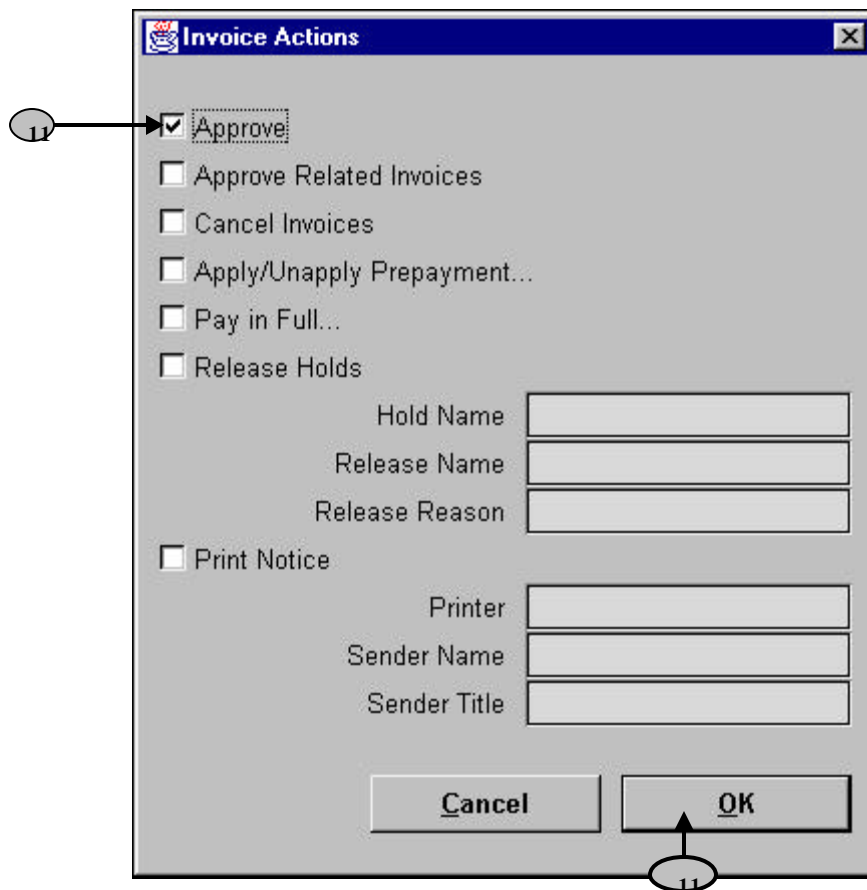 Invoice Actions
11
Approve
Approve Related Invoices
Cancel Invoices
Apply/Unapply Prepayment...
Pay in Full...
Release Holds
Hold Name
Release Name
Release Reason
Print Notice
Printer
Sender Name
Sender Title
Cancel OK
11